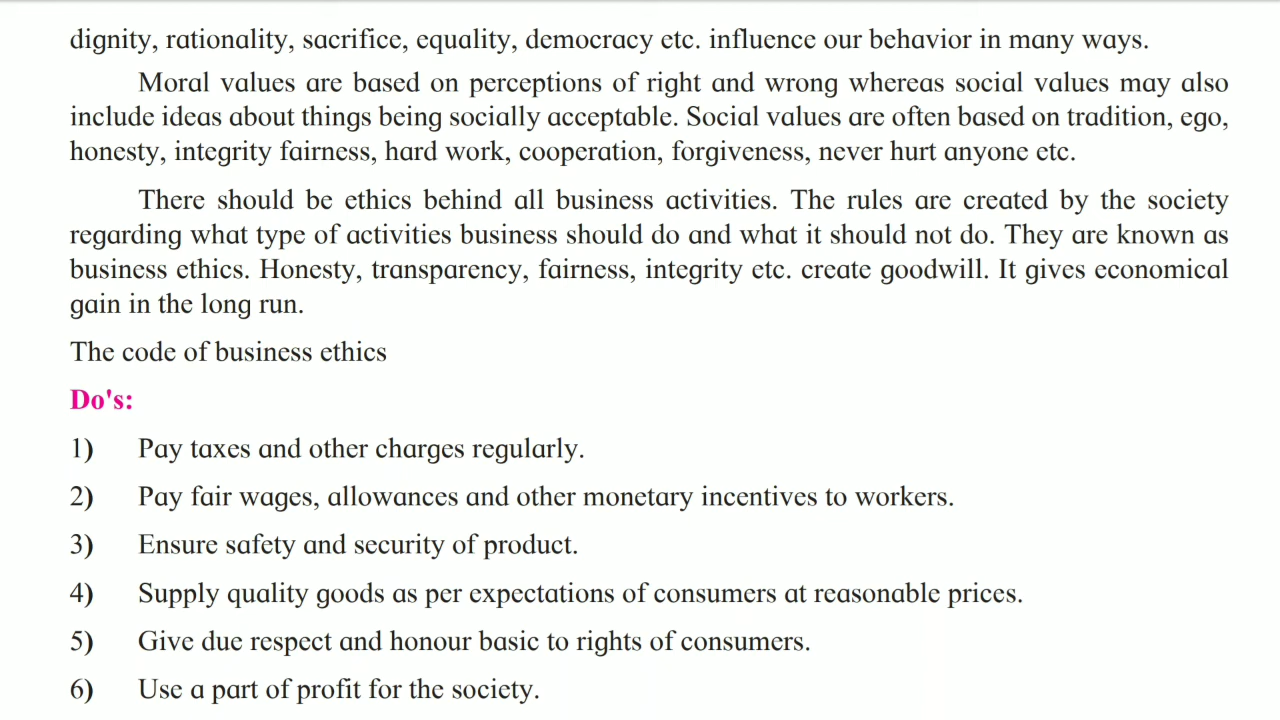 dignity, rationality, sacrifice, equality, democracy etc. influence our behavior in many ways.
Moral values are based on perceptions of right and wrong whereas social values may also
include ideas about things being socially acceptable. Social values are often based on tradition, ego,
honesty, integrity fairness, hard work, cooperation, forgiveness, never hurt anyone etc.
There should be ethics behind all business activities. The rules are created by the society
regarding what type of activities business should do and what it should not do. They are known as
business ethics. Honesty, transparency, fairness, integrity etc. create goodwill. It gives economical
gain in the long run.
The code of business ethics
Do's:
1) Pay taxes and other charges regularly.
2) Pay fair wages, allowances and other monetary incentives to workers.
3) Ensure safety and security of product.
4) Supply quality goods as per expectations of consumers at reasonable prices.
5) Give due respect and honour basic to rights of consumers.
6) Use a part of profit for the society.